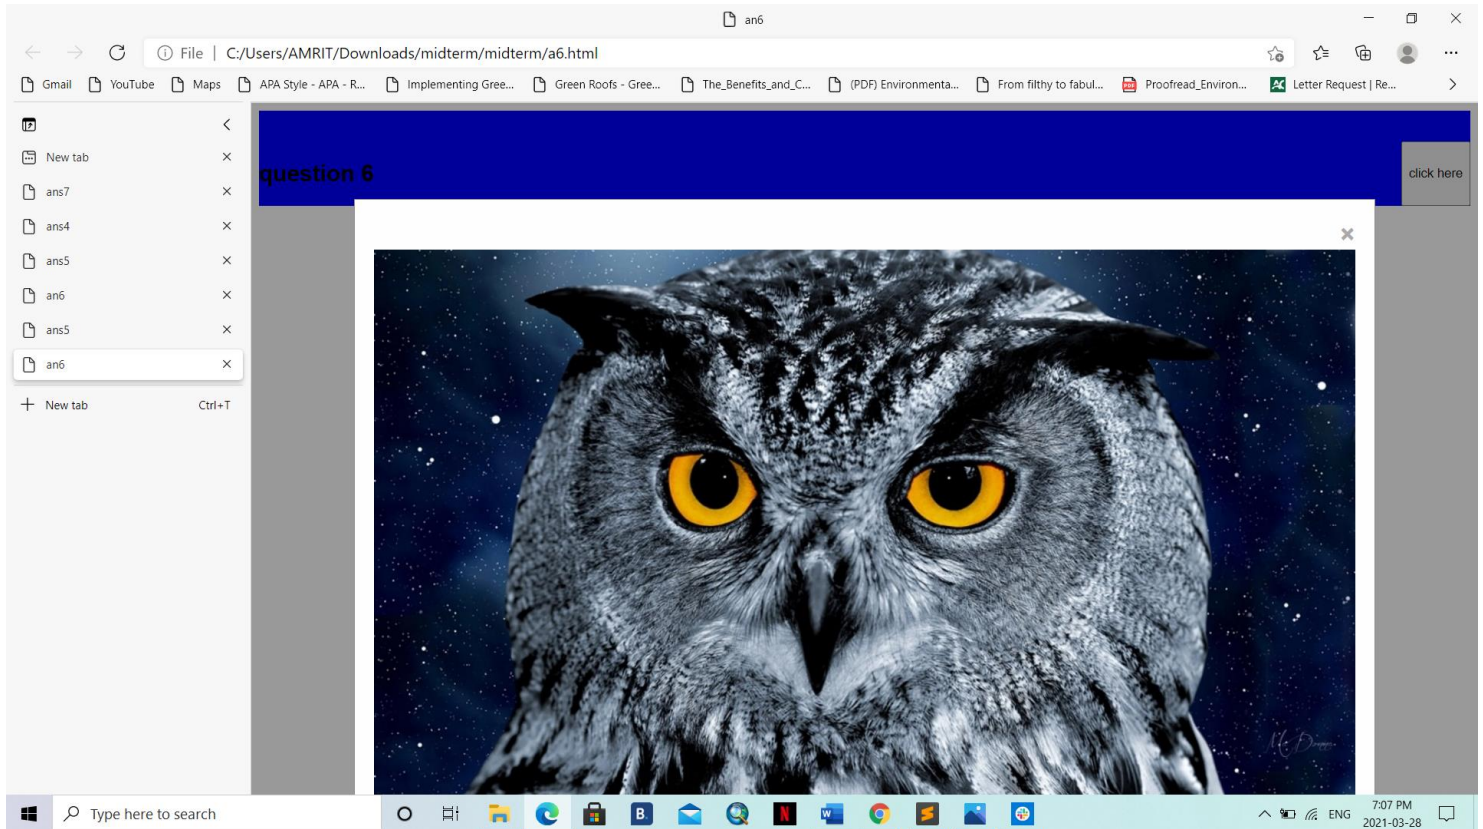 an6
File | C:/Users/AMRIT/Downloads/midterm/midterm/a6.html
Gmail YouTube Maps APA Style - APA - R... Implementing Gree... Green Roofs - Gree... The_Benefits_and_C... (PDF) Environmenta... From filthy to fabul... Proofread_Environ... Letter Request | Re...
New tab
ans7
ans4
ans5
an6
ans5
an6
New tab Ctrl+T
question 6
click here
Type here to search
ENG
7:07 PM
2021-03-28